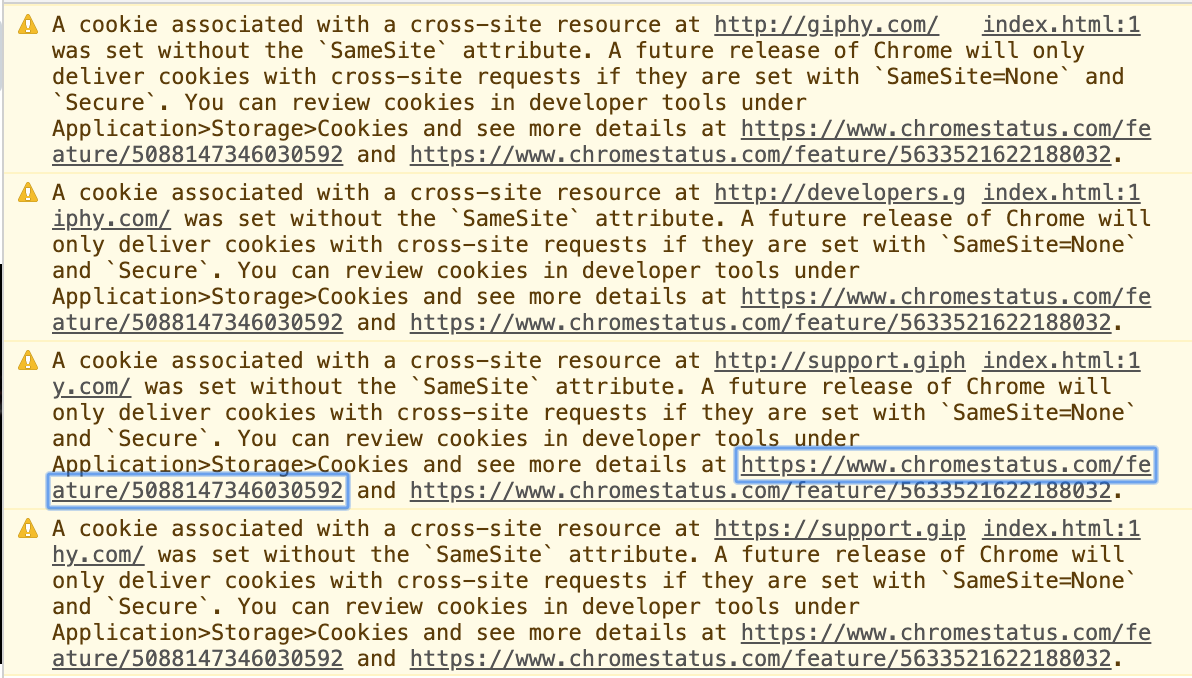 A cookie associated with a cross-site resource at http://giphy.com/ index.html:1
was set without the `SameSite` attribute. A future release of Chrome will only
deliver cookies with cross-site requests if they are set with `SameSite=None` and
`Secure`. You can review cookies in developer tools under
Application>Storage>Cookies and see more details at https://www.chromestatus.com/fe
ature/5088147346030592 and https://www.chromestatus.com/feature/5633521622188032.
A cookie associated with a cross-site resource at http://developers.g index.html:1
iphy.com/ was set without the `SameSite` attribute. A future release of Chrome will
only deliver cookies with cross-site requests if they are set with `SameSite=None`
and `Secure`. You can review cookies in developer tools under
Application>Storage>Cookies and see more details at https://www.chromestatus.com/fe
ature/5088147346030592 and https://www.chromestatus.com/feature/5633521622188032.
A cookie associated with a cross-site resource at http://support.giph index.html:1
y.com/ was set without the `SameSite` attribute. A future release of Chrome will
only deliver cookies with cross-site requests if they are set with `SameSite=None`
and `Secure`. You can review cookies in developer tools under
Application>Storage>Cookies and see more details at https://www.chromestatus.com/fe
ature/5088147346030592 and https://www.chromestatus.com/feature/5633521622188032.
A cookie associated with a cross-site resource at https://support.gip index.html:1
hy.com/ was set without the `SameSite` attribute. A future release of Chrome will
only deliver cookies with cross-site requests if they are set with `SameSite=None`
and `Secure`. You can review cookies in developer tools under
Application>Storage>Cookies and see more details at https://www.chromestatus.com/fe
ature/5088147346030592 and https://www.chromestatus.com/feature/5633521622188032.